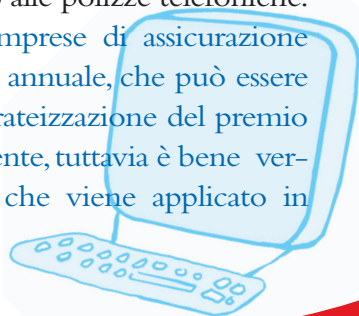 alle polizze telefoniche.
imprese di assicurazione
annuale, che può essere
rateizzazione del premio
tuttavia è bene ver-
che viene applicato in